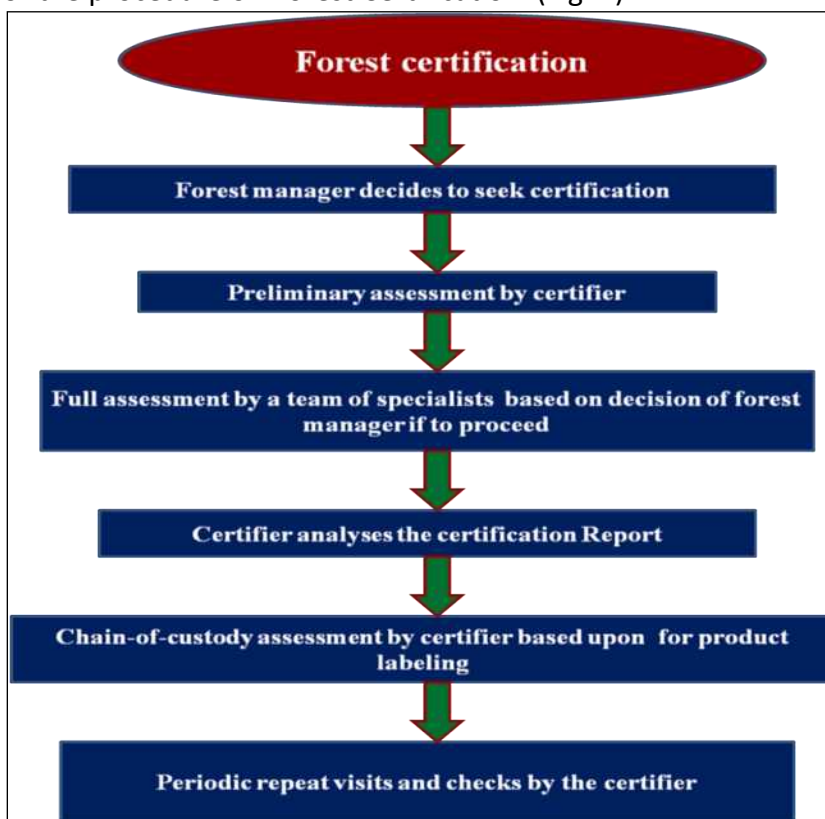 Forest certification
Forest manager decides to seek certification
Preliminary assessment by certifier
Full assessment by a team of specialists based on decision of forest
manager if to proceed
Certifier analyses the certification Report
Chain-of-custody assessment by certifier based upon for product
labeling
Periodic repeat visits and checks by the certifier